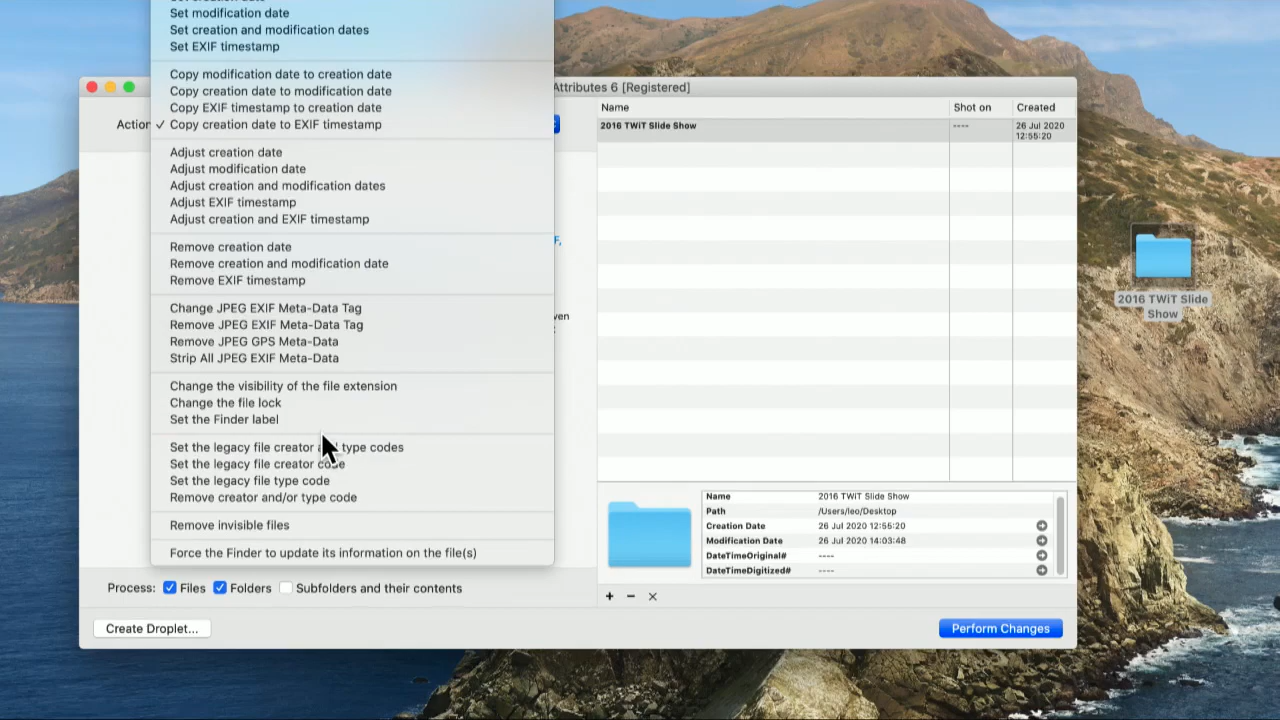 Set creation date
Set modification date
Set creation and modification dates
Set EXIF timestamp
Copy modification date to creation date
Copy creation date to modification date
Copy EXIF timestamp to creation date
Action ✓ Copy creation date to EXIF timestamp
Adjust creation date
Adjust modification date
Adjust creation and modification dates
Adjust EXIF timestamp
Adjust creation and EXIF timestamp
Remove creation date
Remove creation and modification date
Remove EXIF timestamp
Change JPEG EXIF Meta-Data Tag
Remove JPEG EXIF Meta-Data Tag
Remove JPEG GPS Meta-Data
Strip All JPEG EXIF Meta-Data
Change the visibility of the file extension
Change the file lock
Set the Finder label
Set the legacy file creator and type codes
Set the legacy file creator code
Set the legacy file type code
Remove creator and/or type code
Remove invisible files
Force the Finder to update its information on the file(s)
Process: Files Folders Subfolders and their contents
Create Droplet...
Attributes 6 [Registered]
Name Shot on Created
2016 TWiT Slide Show ---- 26 Jul 2020
12:55:20
F,
ven
:
Name 2016 TWiT Slide Show
Path /Users/leo/Desktop
Creation Date 26 Jul 2020 12:55:20
Modification Date 26 Jul 2020 14:03:48
DateTimeOriginal# ----
DateTimeDigitized# ----
+ − ×
Perform Changes
2016 TWiT Slide
Show